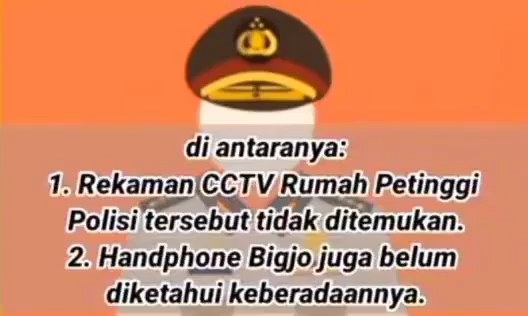 di antaranya:
1. Rekaman CCTV Rumah Petinggi
Polisi tersebut tidak ditemukan.
2. Handphone Bigjo juga belum
diketahui keberadaannya.